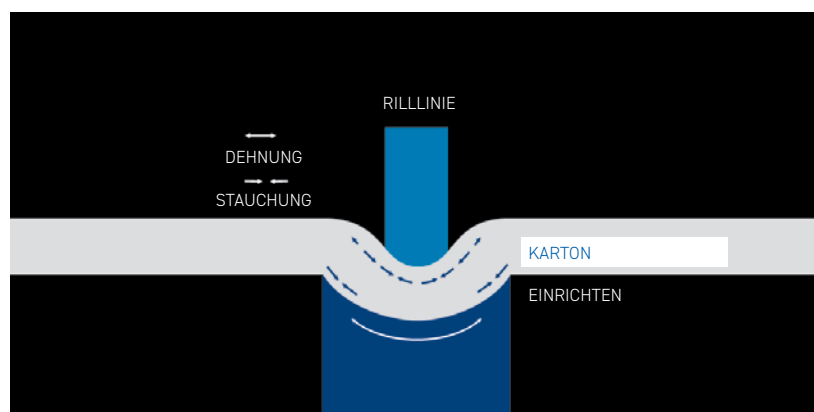 RILLLINIE
DEHNUNG
STAUCHUNG
KARTON
EINRICHTEN